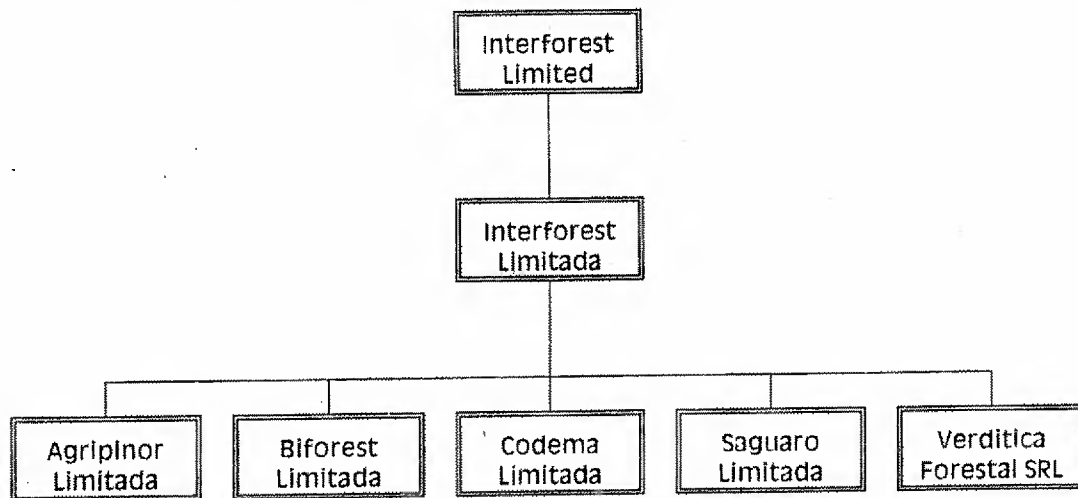 Interforest
Limited
Interforest
Limitada
Agripinor
Limitada
Biforest
Limitada
Codema
Limitada
Saguaro
Limitada
Verditica
Forestal SRL